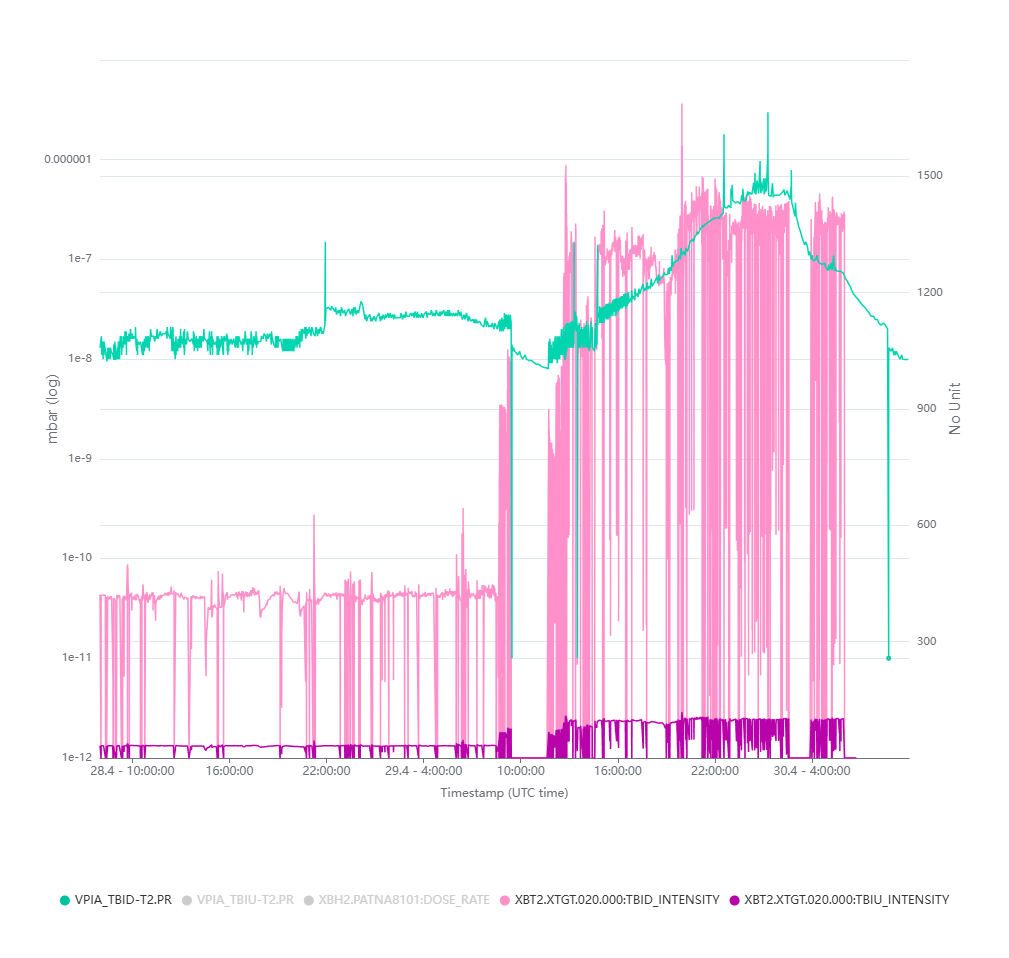 0.000001
1e-7
1e-8
1e-9
1e-10
1e-11
1e-12
mbar (log)
1500
1200
900
600
300
No Unit
28.4 - 10:00:00 16:00:00 22:00:00 29.4 - 4:00:00 10:00:00 16:00:00 22:00:00 30.4 - 4:00:00
Timestamp (UTC time)
VPIA_TBID-T2.PR VPIA_TBIU-T2.PR XBH2.PATNA8101:DOSE_RATE XBT2.XTGT.020.000:TBID_INTENSITY XBT2.XTGT.020.000:TBIU_INTENSITY